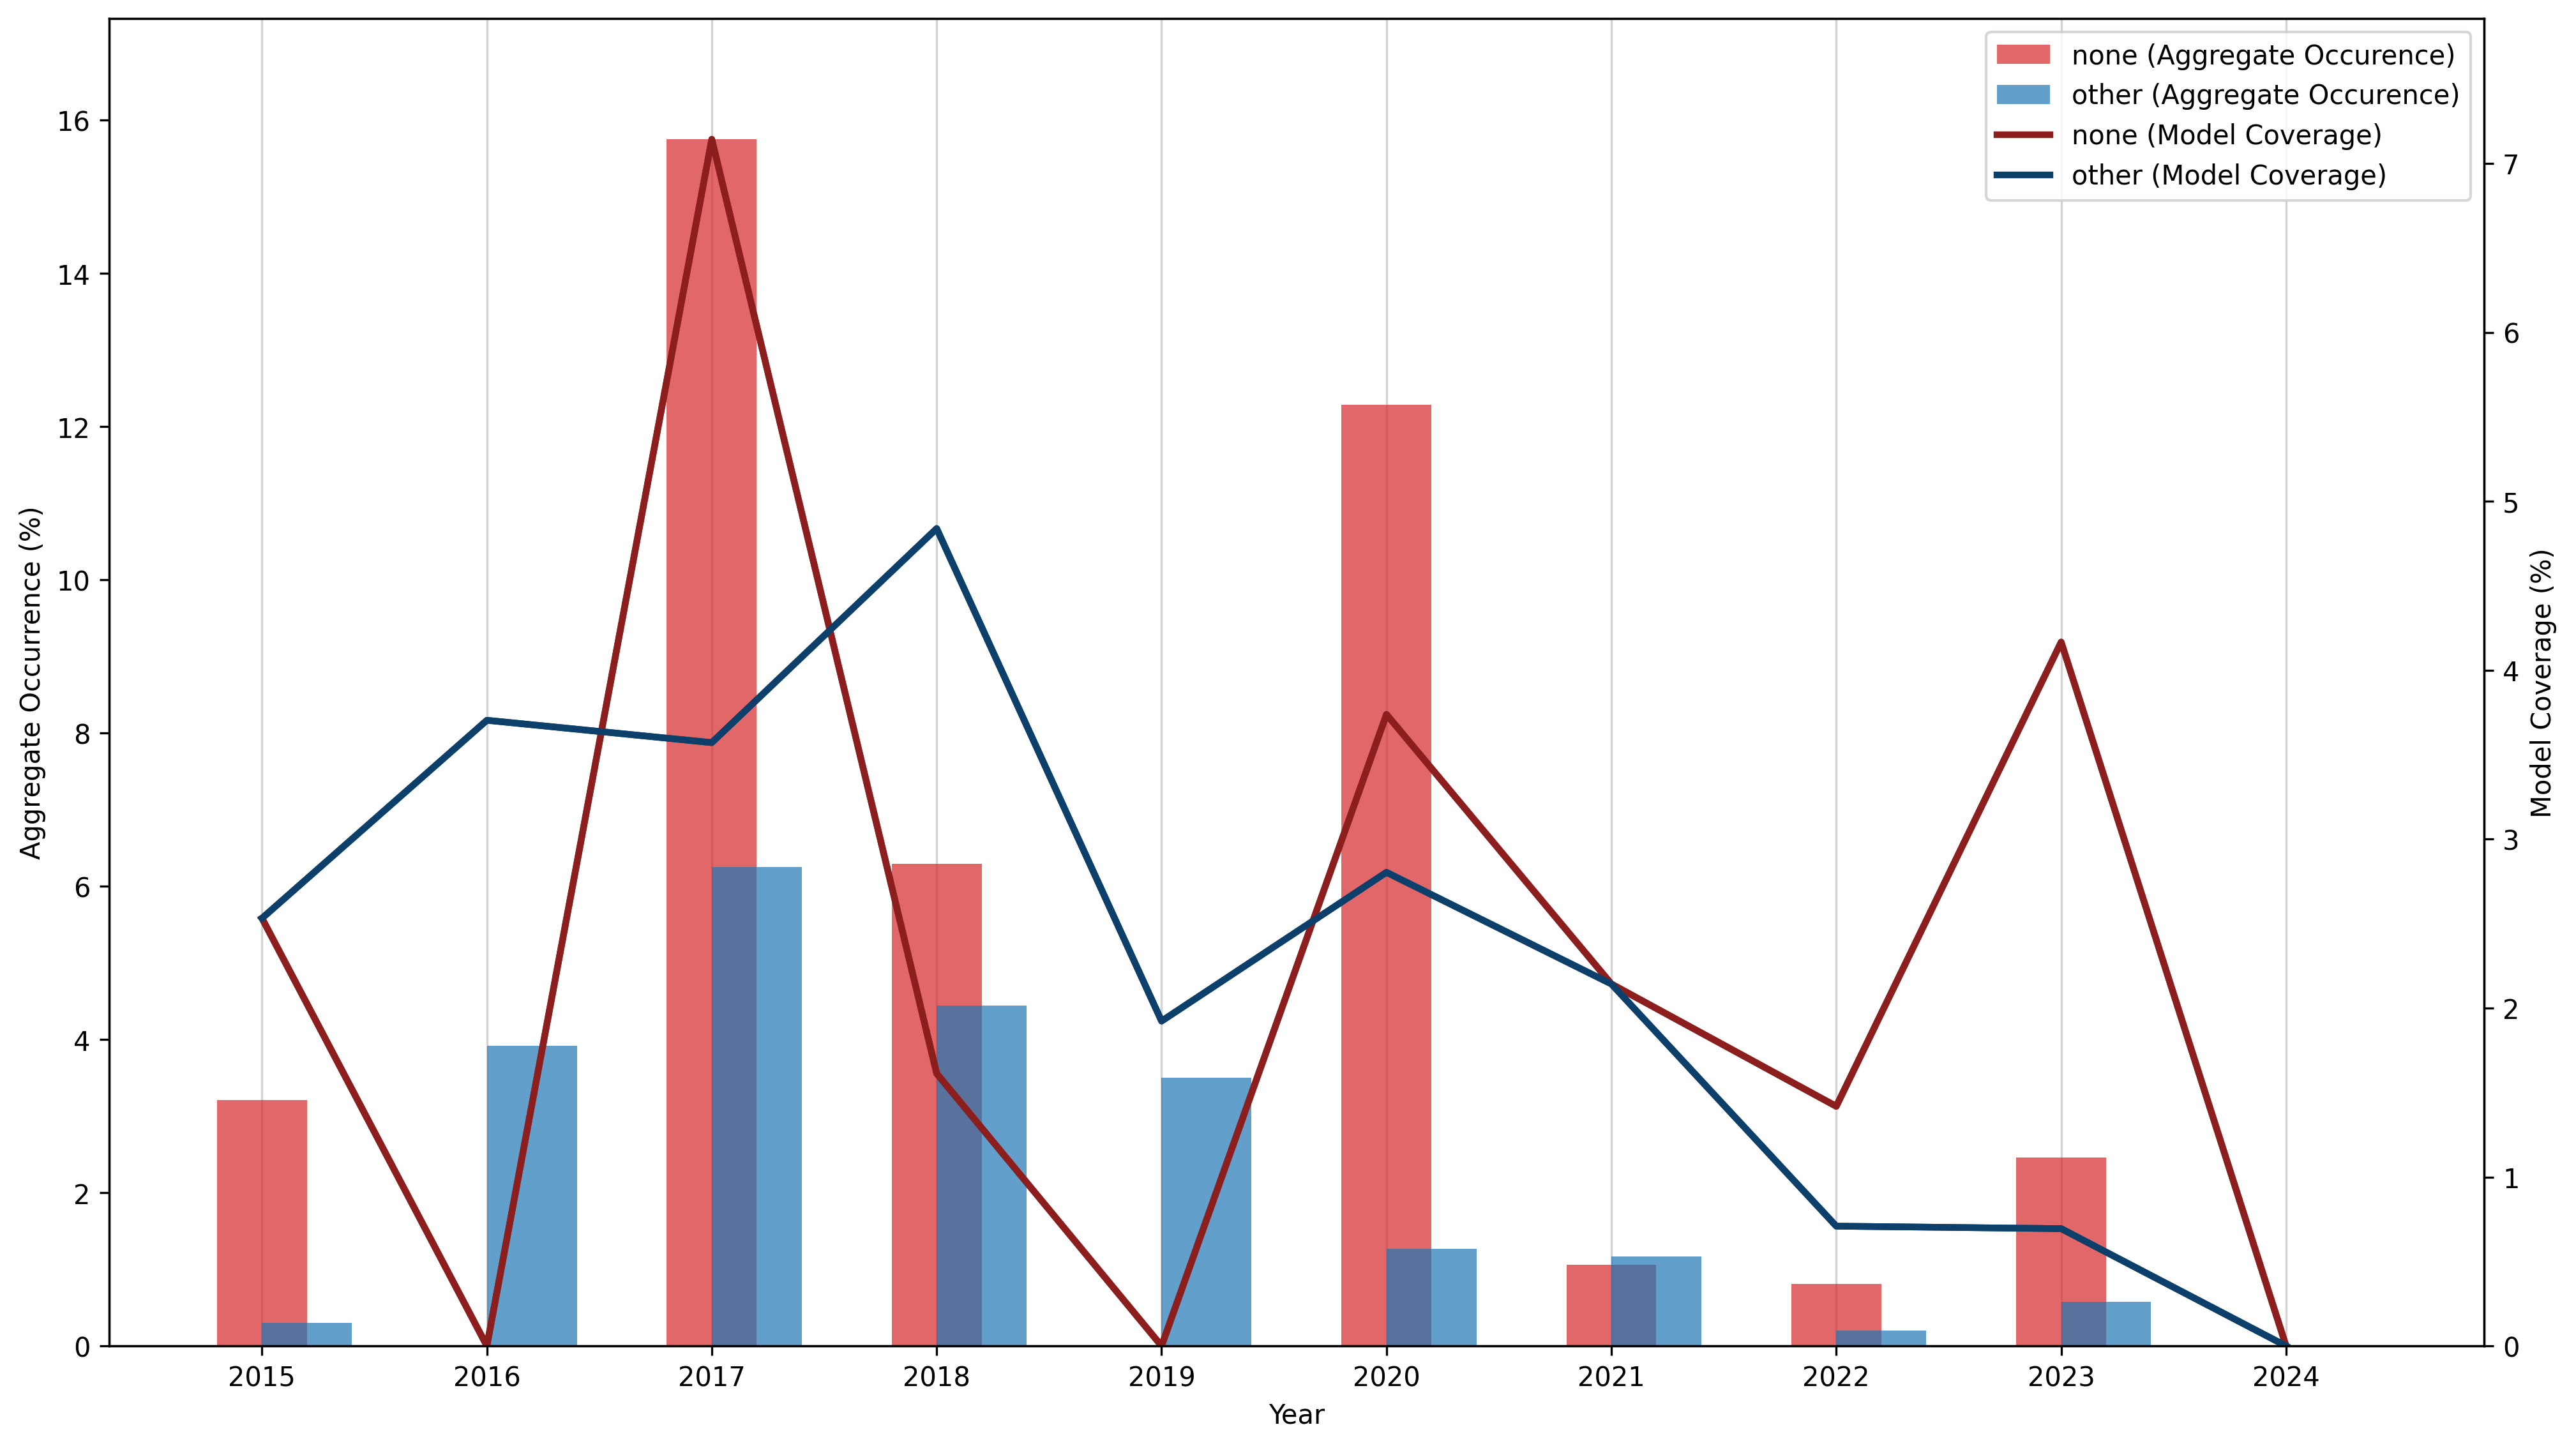 none (Aggregate Occurence)
other (Aggregate Occurence)
none (Model Coverage)
other (Model Coverage)
Aggregate Occurrence (%)
16
14
12
10
8
6
4
2
0
Model Coverage (%)
7
6
5
4
3
2
1
0
2015 2016 2017 2018 2019 2020 2021 2022 2023 2024
Year